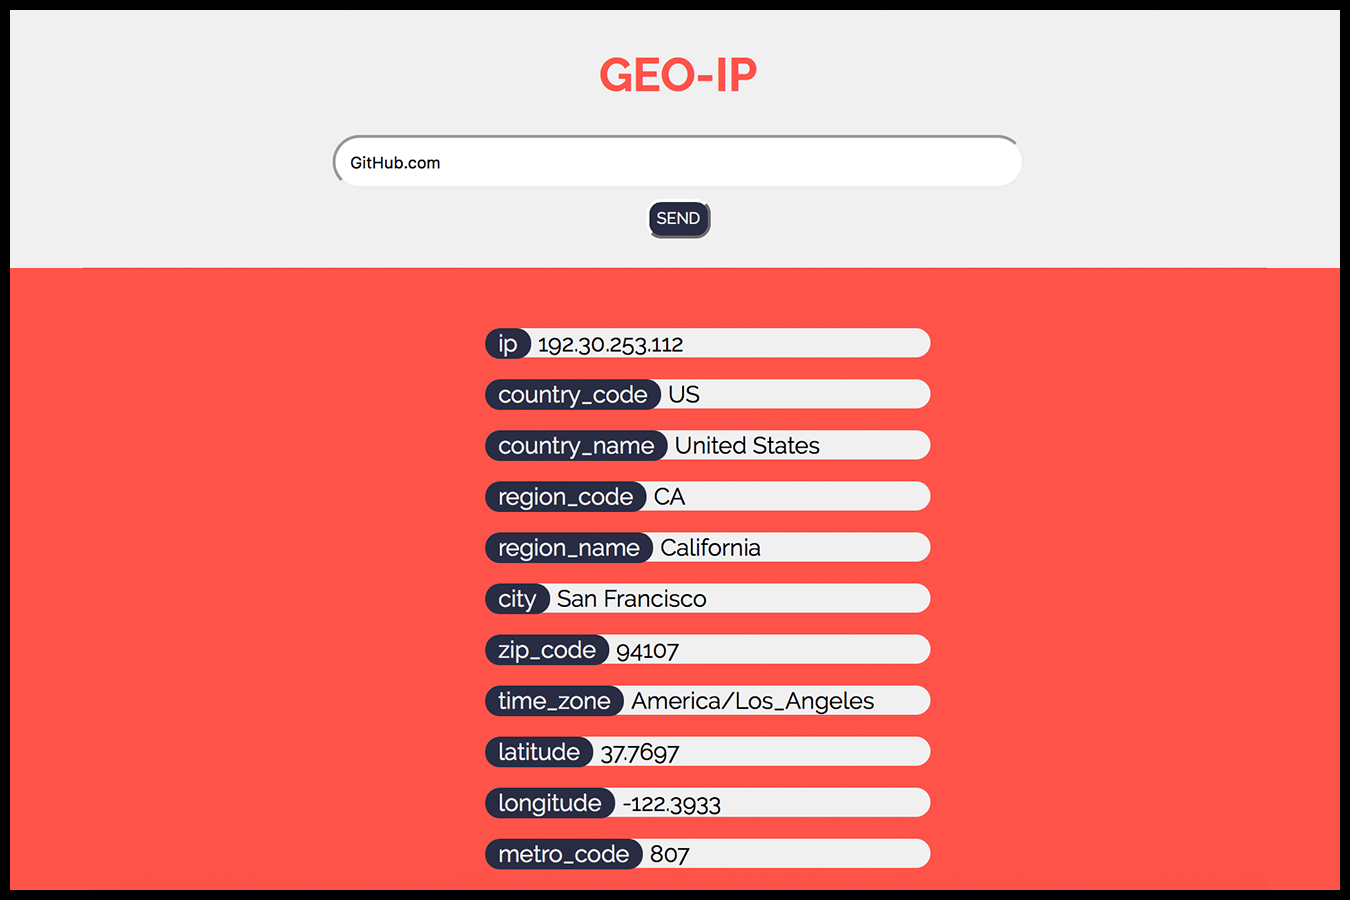 GEO-IP
GitHub.com
SEND
ip 192.30.253.112
country_code US
country_name United States
region_code CA
region_name California
city San Francisco
zip_code 94107
time_zone America/Los_Angeles
latitude 37.7697
longitude -122.3933
metro_code 807